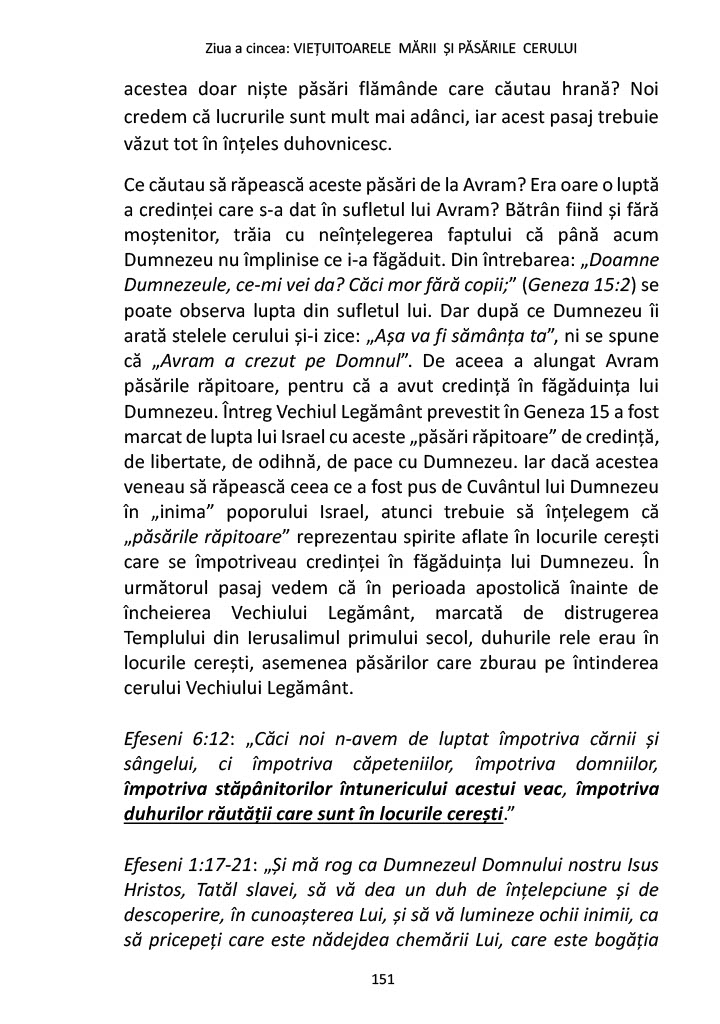 Ziua a cincea: VIEȚUITOARELE MĂRII ȘI PĂSĂRILE CERULUI
acestea doar niște păsări flămânde care căutau hrană? Noi
credem că lucrurile sunt mult mai adânci, iar acest pasaj trebuie
văzut tot în înțeles duhovnicesc.
Ce căutau să răpească aceste păsări de la Avram? Era oare o luptă
a credinței care s-a dat în sufletul lui Avram? Bătrân fiind și fără
moștenitor, trăia cu neînțelegerea faptului că până acum
Dumnezeu nu împlinise ce i-a făgăduit. Din întrebarea: „Doamne
Dumnezeule, ce-mi vei da? Căci mor fără copii;” (Geneza 15:2) se
poate observa lupta din sufletul lui. Dar după ce Dumnezeu îi
arată stelele cerului și-i zice: „Așa va fi sămânța ta”, ni se spune
că „Avram a crezut pe Domnul”. De aceea a alungat Avram
păsările răpitoare, pentru că a avut credință în făgăduința lui
Dumnezeu. Întreg Vechiul Legământ prevestit în Geneza 15 a fost
marcat de lupta lui Israel cu aceste „păsări răpitoare” de credință,
de libertate, de odihnă, de pace cu Dumnezeu. Iar dacă acestea
veneau să răpească ceea ce a fost pus de Cuvântul lui Dumnezeu
în „inima” poporului Israel, atunci trebuie să înțelegem că
„păsările răpitoare” reprezentau spirite aflate în locurile cerești
care se împotriveau credinței în făgăduința lui Dumnezeu. În
următorul pasaj vedem că în perioada apostolică înainte de
încheierea Vechiului Legământ, marcată de distrugerea
Templului din Ierusalimul primului secol, duhurile rele erau în
locurile cerești, asemenea păsărilor care zburau pe întinderea
cerului Vechiului Legământ.
Efeseni 6:12: „Căci noi n-avem de luptat împotriva cărnii și
sângelui, ci împotriva căpeteniilor, împotriva domniilor,
împotriva stăpânitorilor întunericului acestui veac, împotriva
duhurilor răutății care sunt în locurile cerești.”
Efeseni 1:17-21: „Și mă rog ca Dumnezeul Domnului nostru Isus
Hristos, Tatăl slavei, să vă dea un duh de înțelepciune și de
descoperire, în cunoașterea Lui, și să vă lumineze ochii inimii, ca
să pricepeți care este nădejdea chemării Lui, care este bogăția
151